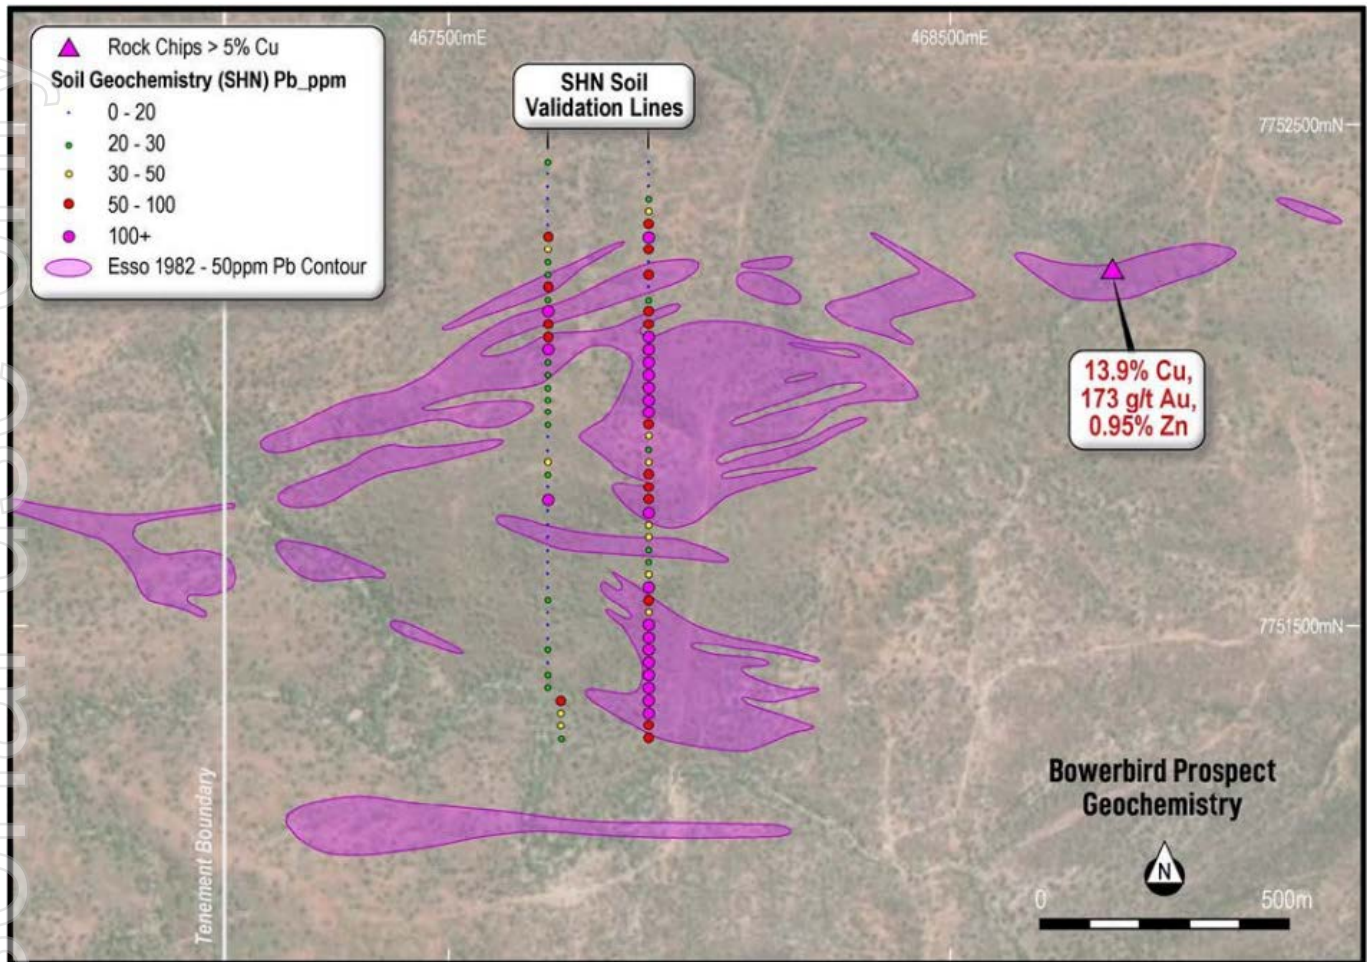 Rock Chips > 5% Cu
Soil Geochemistry (SHN) Pb_ppm
0 - 20
20 - 30
30 - 50
50 - 100
100+
Esso 1982 - 50ppm Pb Contour
467500mE
468500mE
SHN Soil
Validation Lines
7752500mN
13.9% Cu,
173 g/t Au,
0.95% Zn
7751500mN
Tenement Boundary
Bowerbird Prospect
Geochemistry
N
0
500m